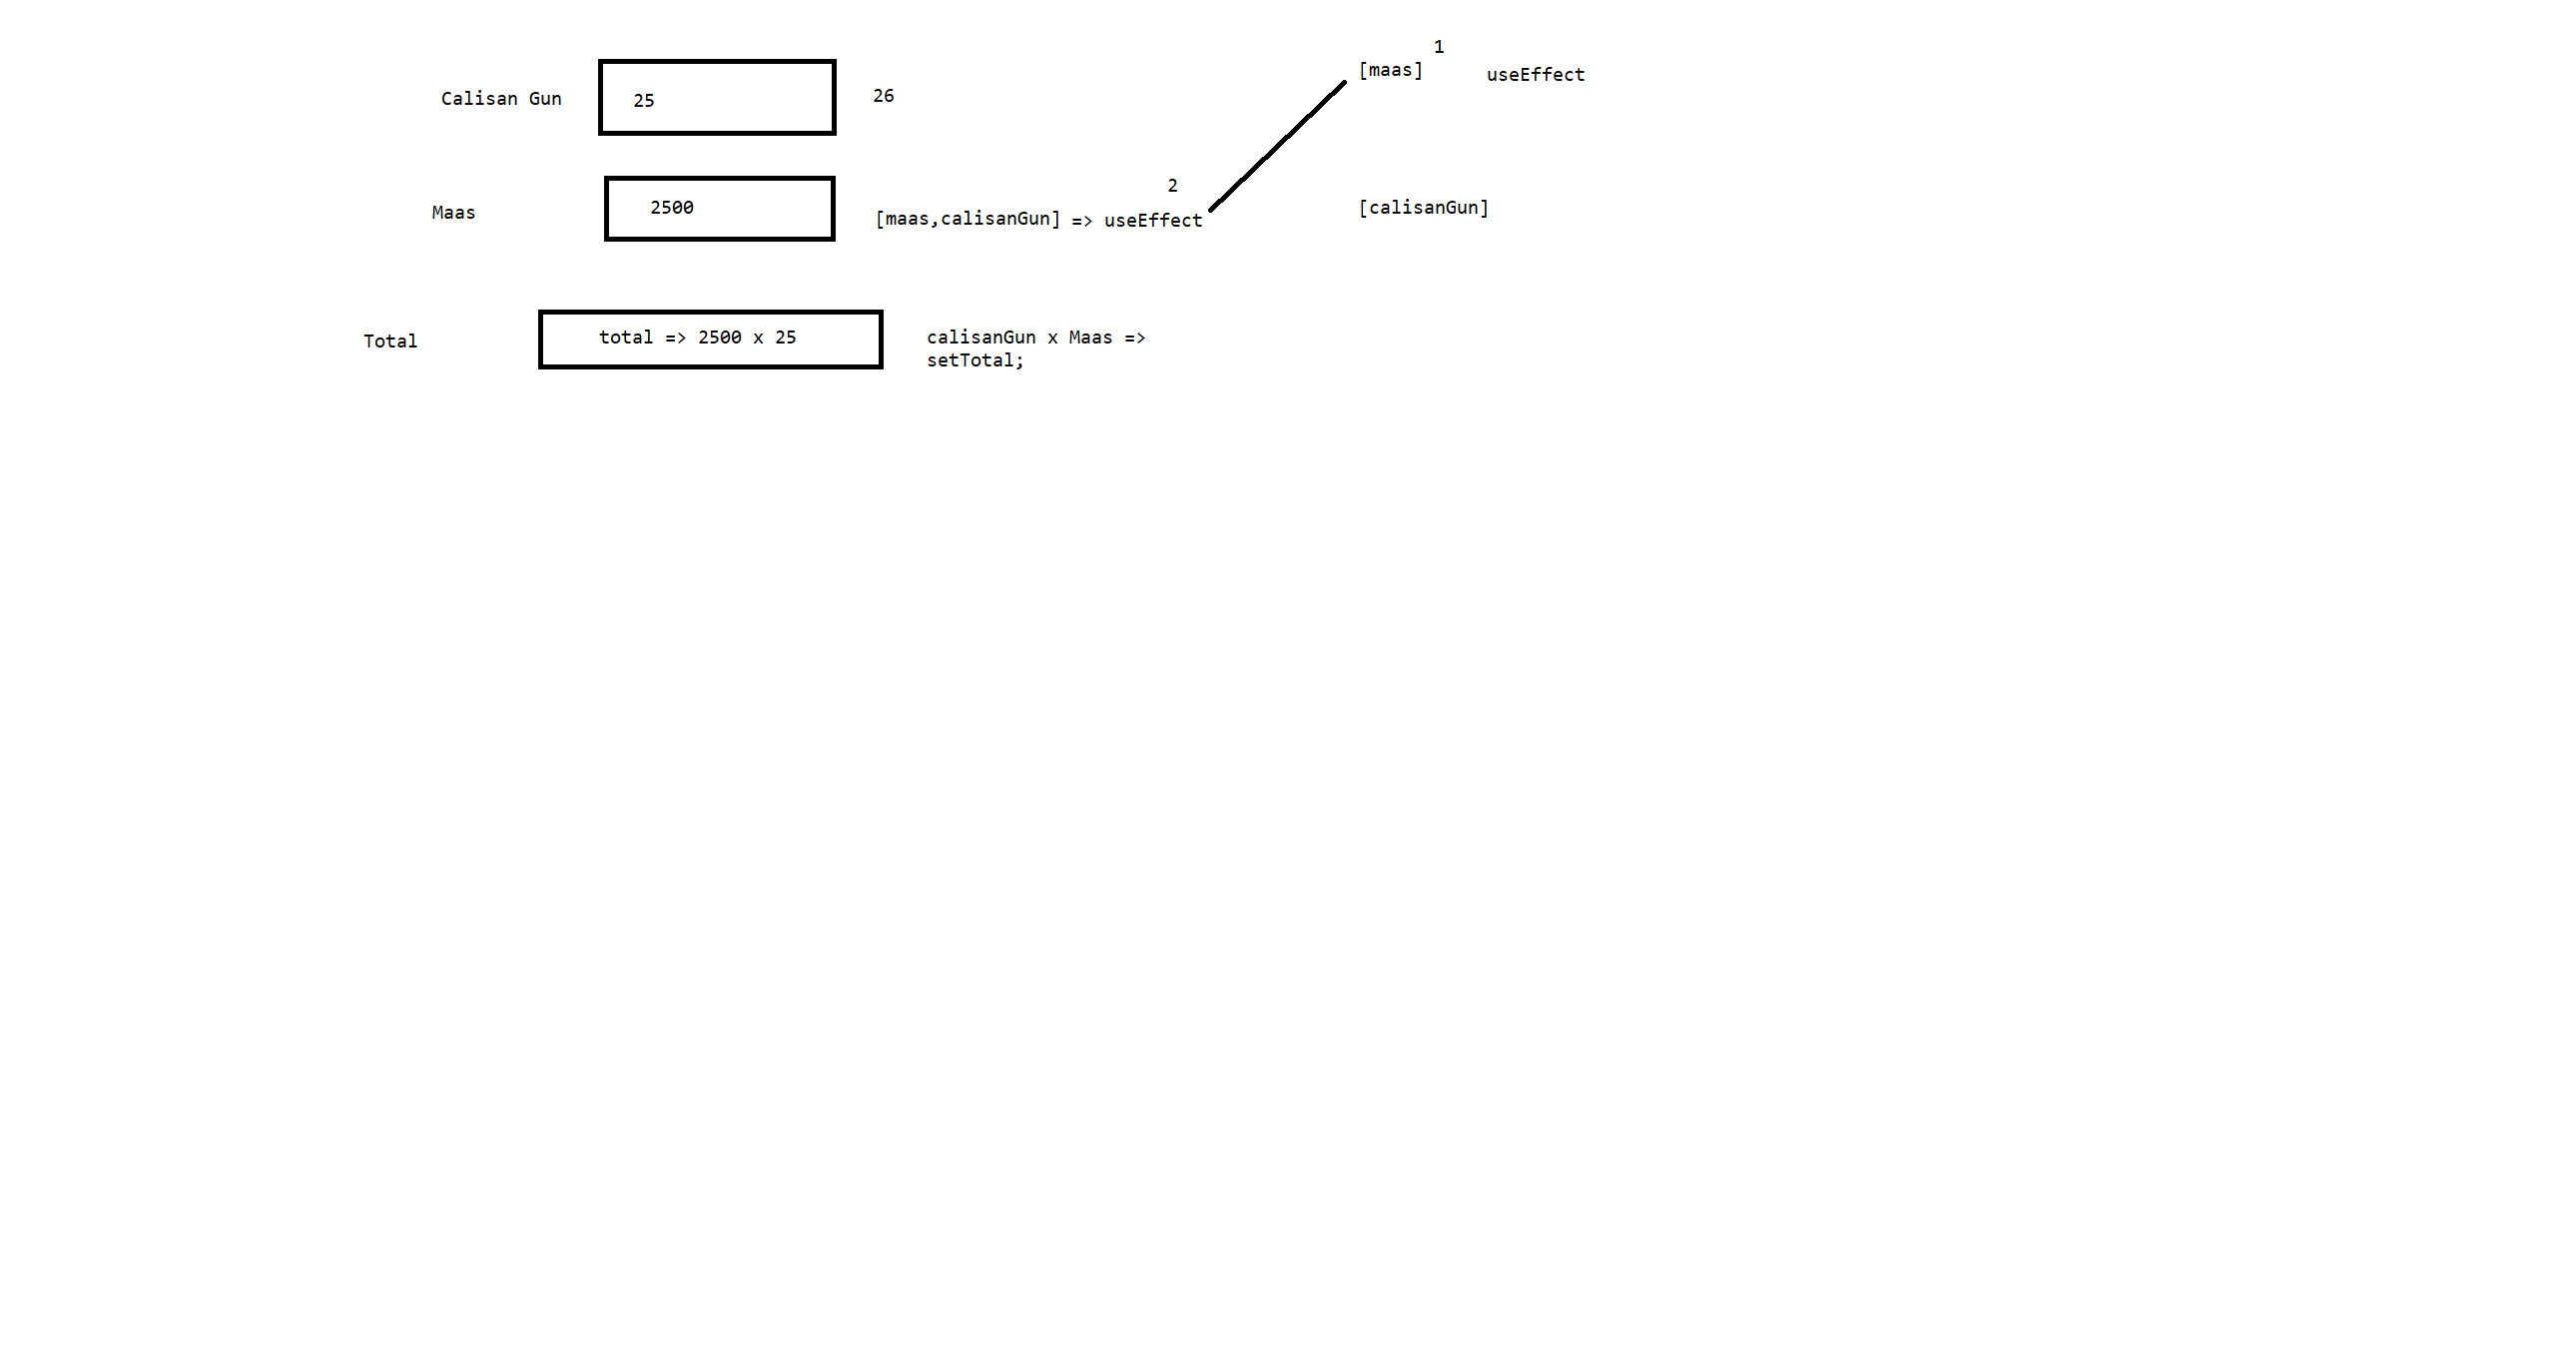 1
[maas] useEffect
Calisan Gun 25 26
2
Maas 2500 [maas,calisanGun] => useEffect [calisanGun]
Total total => 2500 x 25 calisanGun x Maas =>
setTotal;